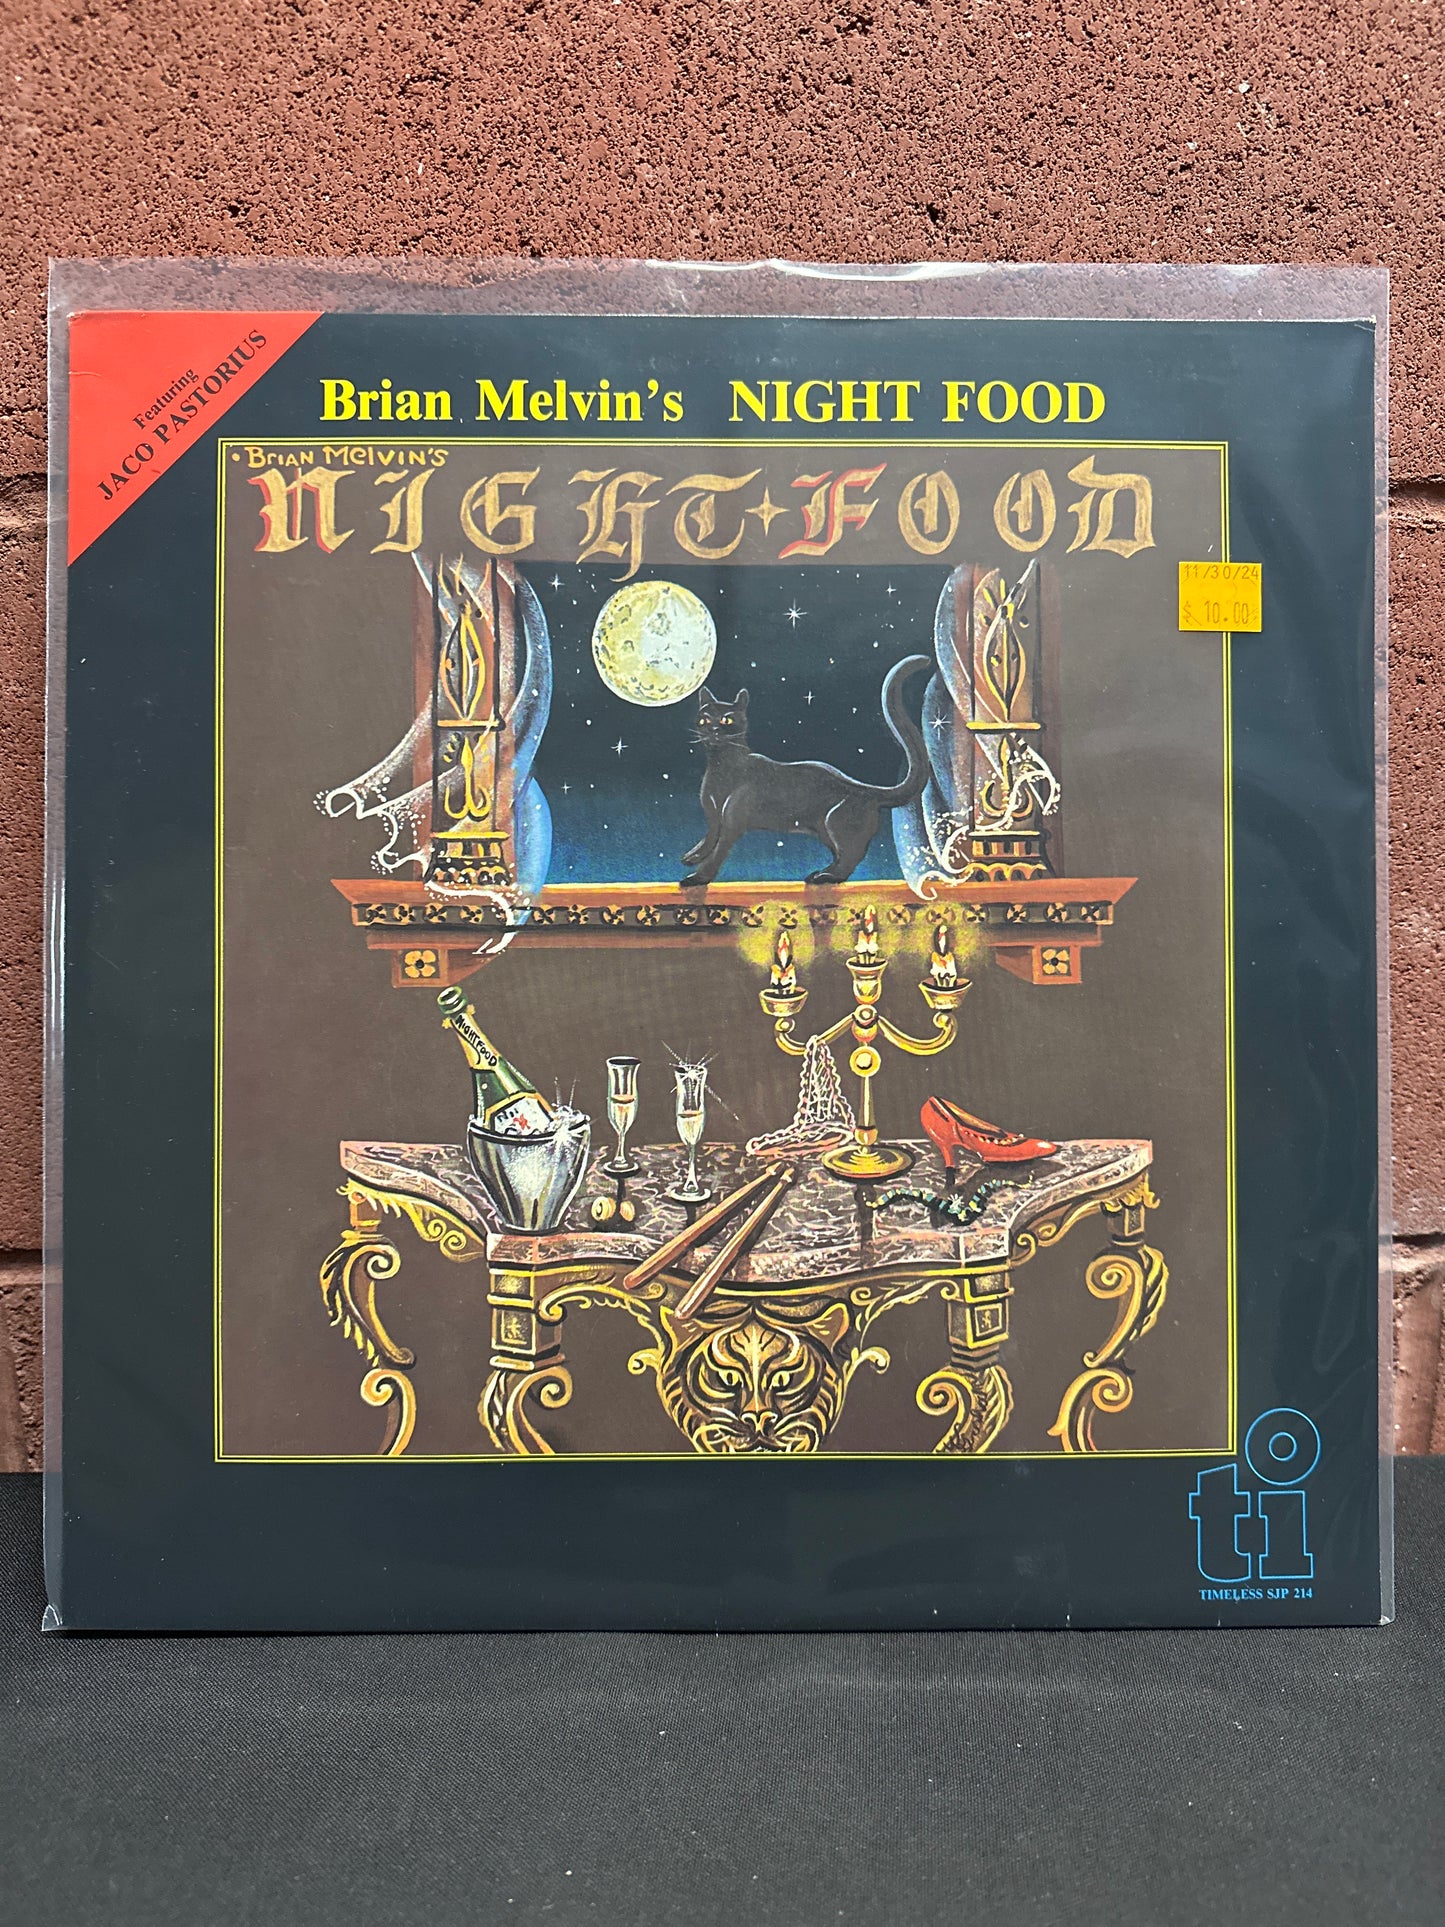 Featuring
JACO PASTORIUS
Brian Melvin's NIGHT FOOD
• BRIAN MElVIN'S
NIGHT✦FOOD
11/30/24
$ 10.00
NIGHTFOOD
TIMELESS SJP 214
ti